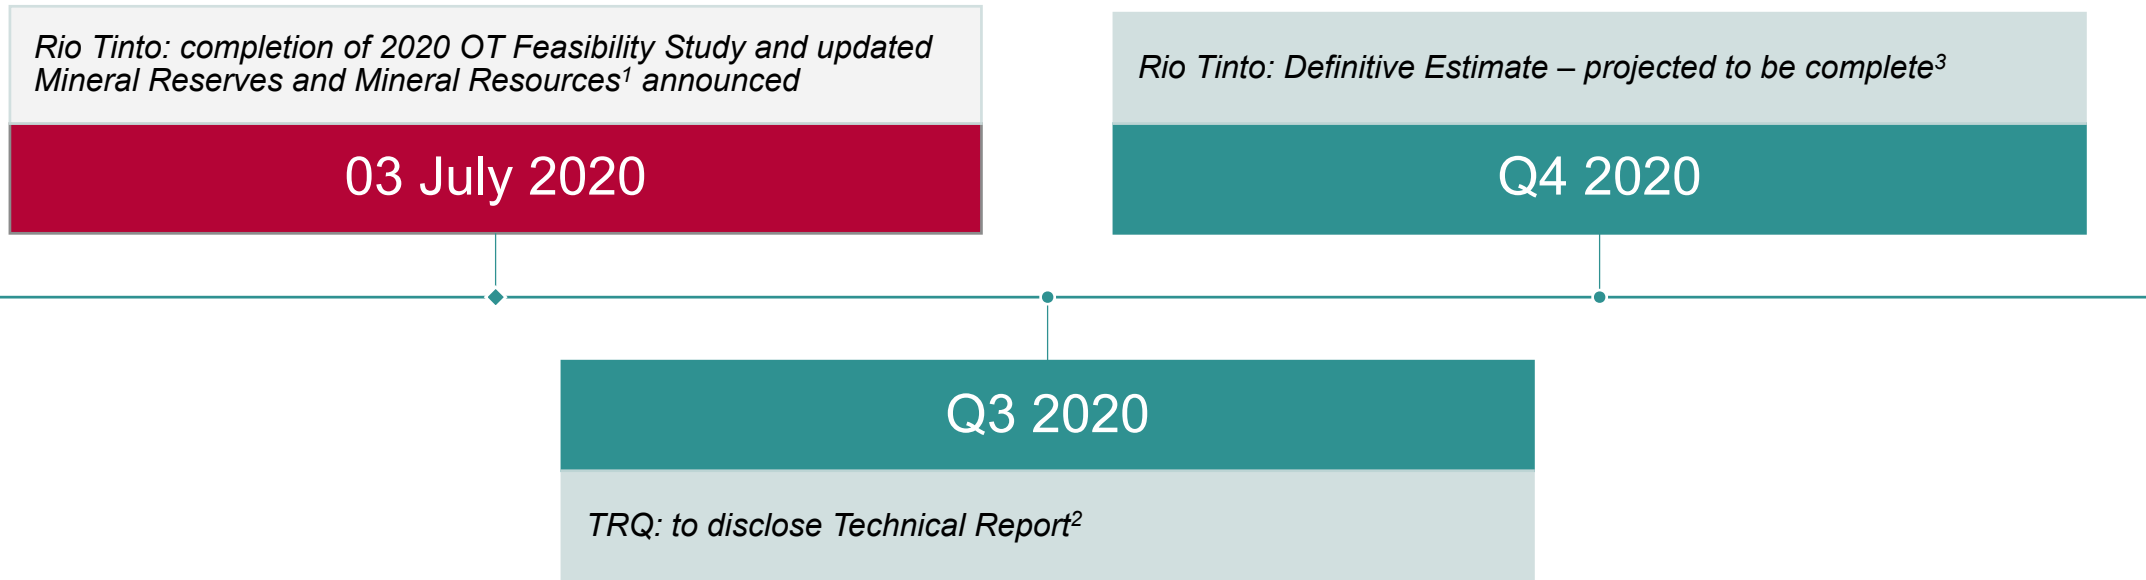 Rio Tinto: completion of 2020 OT Feasibility Study and updated
Mineral Reserves and Mineral Resources¹ announced
03 July 2020
Rio Tinto: Definitive Estimate – projected to be complete³
Q4 2020
Q3 2020
TRQ: to disclose Technical Report²